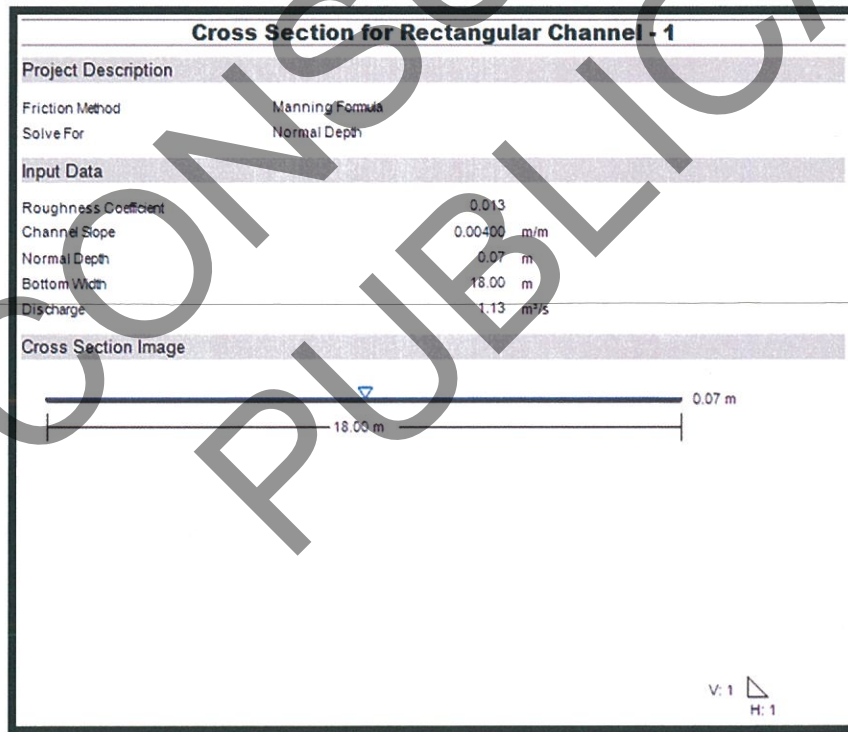 Cross Section for Rectangular Channel - 1
Project Description
Friction Method Manning Formula
Solve For Normal Depth
Input Data
Roughness Coefficient 0.013
Channel Slope 0.00400 m/m
Normal Depth 0.07 m
Bottom Width 18.00 m
Discharge 1.13 m³/s
Cross Section Image
0.07 m
18.00 m
V: 1
H: 1